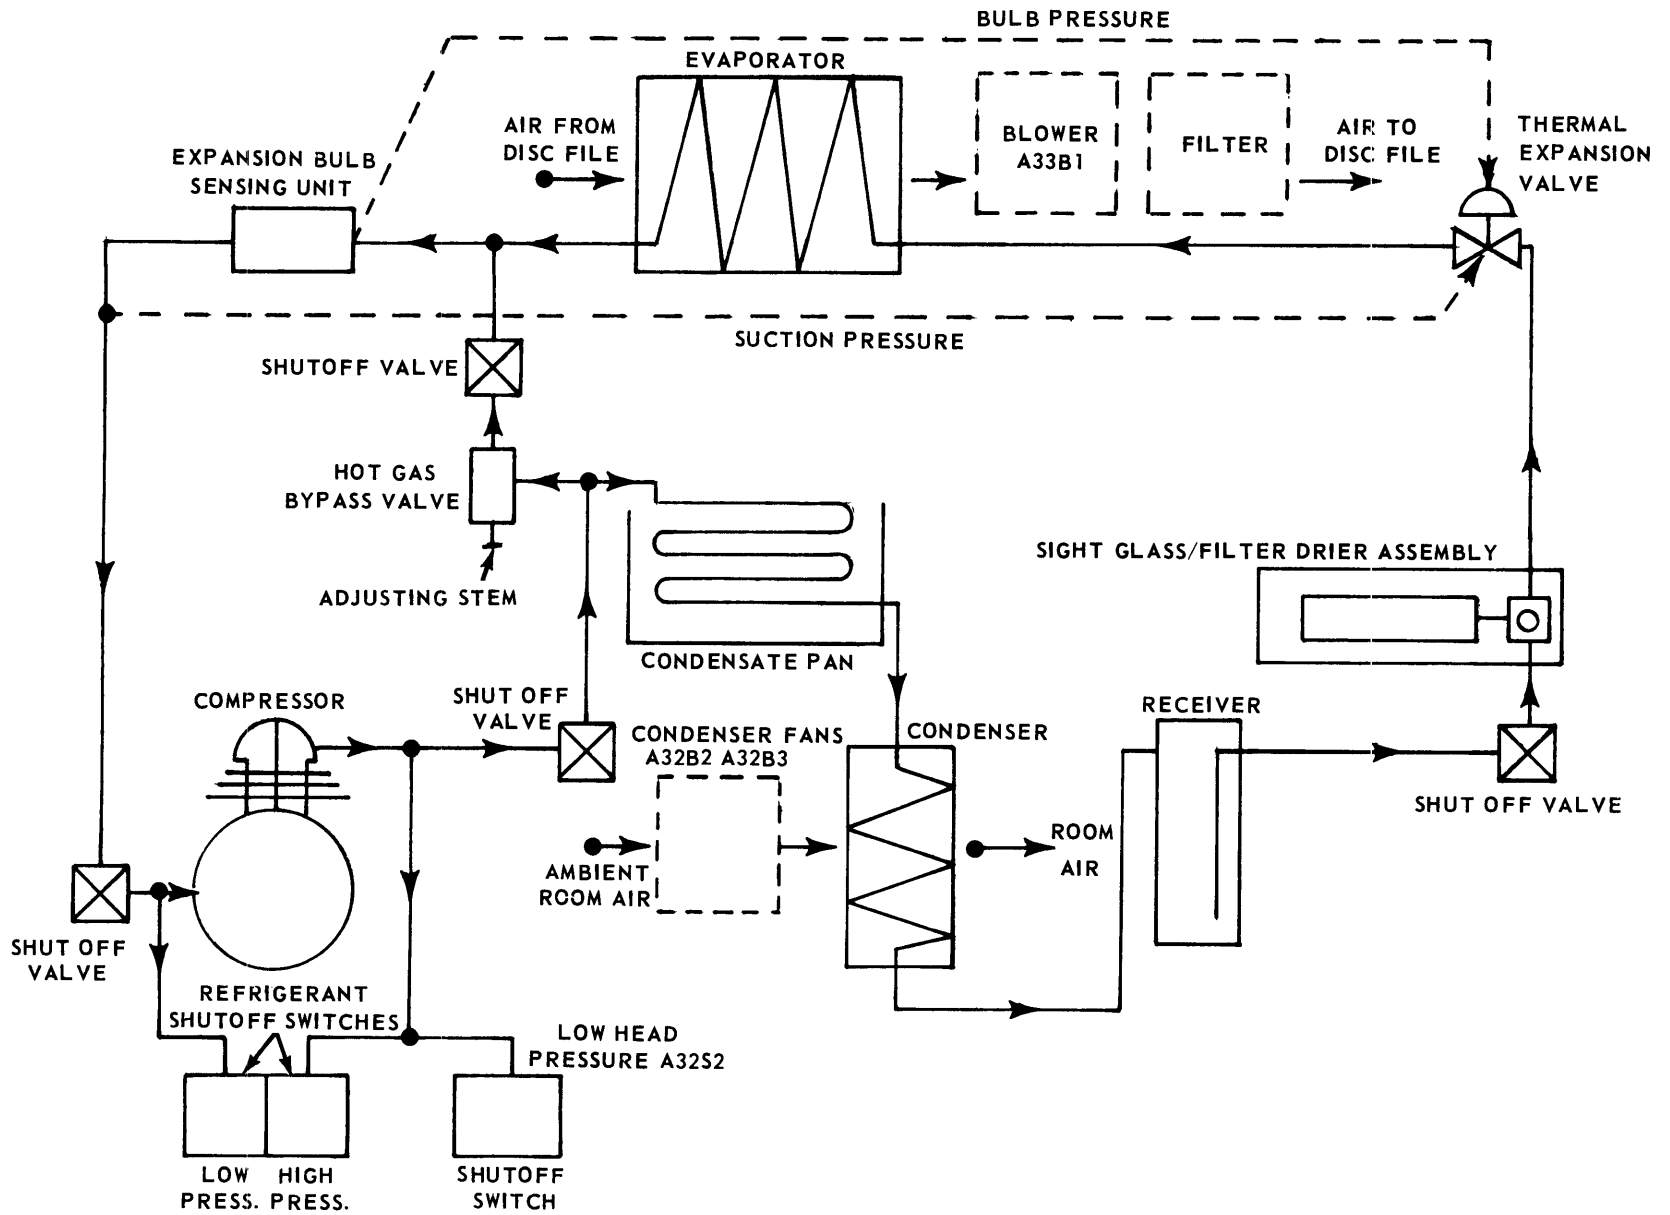 BULB PRESSURE
EVAPORATOR
AIR FROM
DISC FILE
BLOWER
A33B1
FILTER
AIR TO
DISC FILE
THERMAL
EXPANSION
VALVE
EXPANSION BULB
SENSING UNIT
SUCTION PRESSURE
SHUTOFF VALVE
HOT GAS
BYPASS VALVE
ADJUSTING STEM
SIGHT GLASS/FILTER DRIER ASSEMBLY
CONDENSATE PAN
COMPRESSOR
SHUT OFF
VALVE
CONDENSER FANS
A32B2 A32B3
CONDENSER
RECEIVER
SHUT OFF VALVE
AMBIENT
ROOM AIR
ROOM
AIR
SHUT OFF
VALVE
REFRIGERANT
SHUTOFF SWITCHES
LOW HEAD
PRESSURE A32S2
LOW
PRESS.
HIGH
PRESS.
SHUTOFF
SWITCH